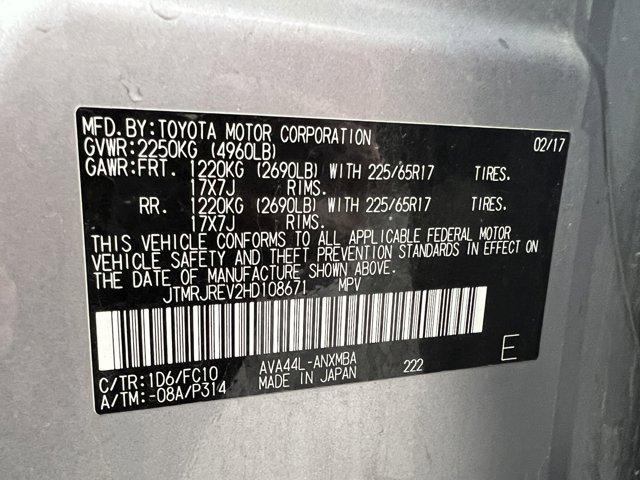 MFD.BY:TOYOTA MOTOR CORPORATION 02/17
GVWR:2250KG (4960LB)
GAWR:FRT. 1220KG (2690LB) WITH 225/65R17 TIRES.
17X7J RIMS.
RR. 1220KG (2690LB) WITH 225/65R17 TIRES.
17X7J RIMS.
THIS VEHICLE CONFORMS TO ALL APPLICABLE FEDERAL MOTOR
VEHICLE SAFETY AND THEFT PREVENTION STANDARDS IN EFFECT ON
THE DATE OF MANUFACTURE SHOWN ABOVE.
JTMRJREV2HD108671 MPV
C/TR:1D6/FC10 AVA44L-ANXMBA 222 E
A/TM:-08A/P314 MADE IN JAPAN